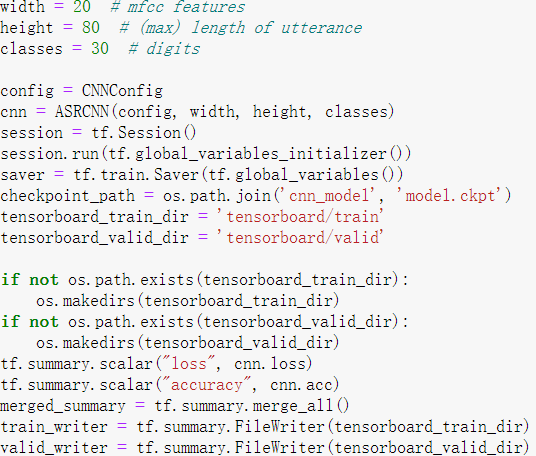 width = 20  # mfcc features
height = 80  # (max) length of utterance
classes = 30  # digits

config = CNNConfig
cnn = ASRCNN(config, width, height, classes)
session = tf.Session()
session.run(tf.global_variables_initializer())
saver = tf.train.Saver(tf.global_variables())
checkpoint_path = os.path.join('cnn_model', 'model.ckpt')
tensorboard_train_dir = 'tensorboard/train'
tensorboard_valid_dir = 'tensorboard/valid'

if not os.path.exists(tensorboard_train_dir):
    os.makedirs(tensorboard_train_dir)
if not os.path.exists(tensorboard_valid_dir):
    os.makedirs(tensorboard_valid_dir)
tf.summary.scalar("loss", cnn.loss)
tf.summary.scalar("accuracy", cnn.acc)
merged_summary = tf.summary.merge_all()
train_writer = tf.summary.FileWriter(tensorboard_train_dir)
valid_writer = tf.summary.FileWriter(tensorboard_valid_dir)